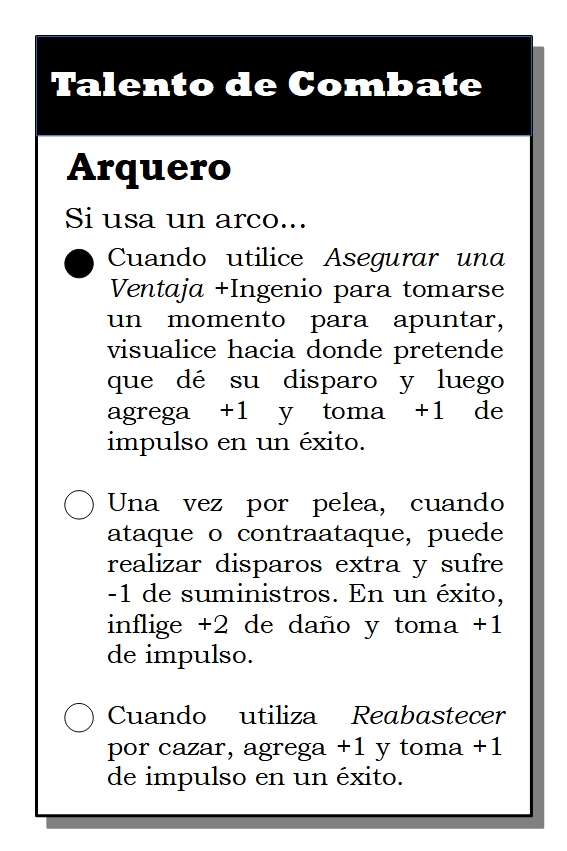 Talento de Combate
Arquero
Si usa un arco...
Cuando utilice Asegurar una
Ventaja +Ingenio para tomarse
un momento para apuntar,
visualice hacia donde pretende
que dé su disparo y luego
agrega +1 y toma +1 de
impulso en un éxito.
Una vez por pelea, cuando
ataque o contraataque, puede
realizar disparos extra y sufre
-1 de suministros. En un éxito,
inflige +2 de daño y toma +1
de impulso.
Cuando utiliza Reabastecer
por cazar, agrega +1 y toma +1
de impulso en un éxito.